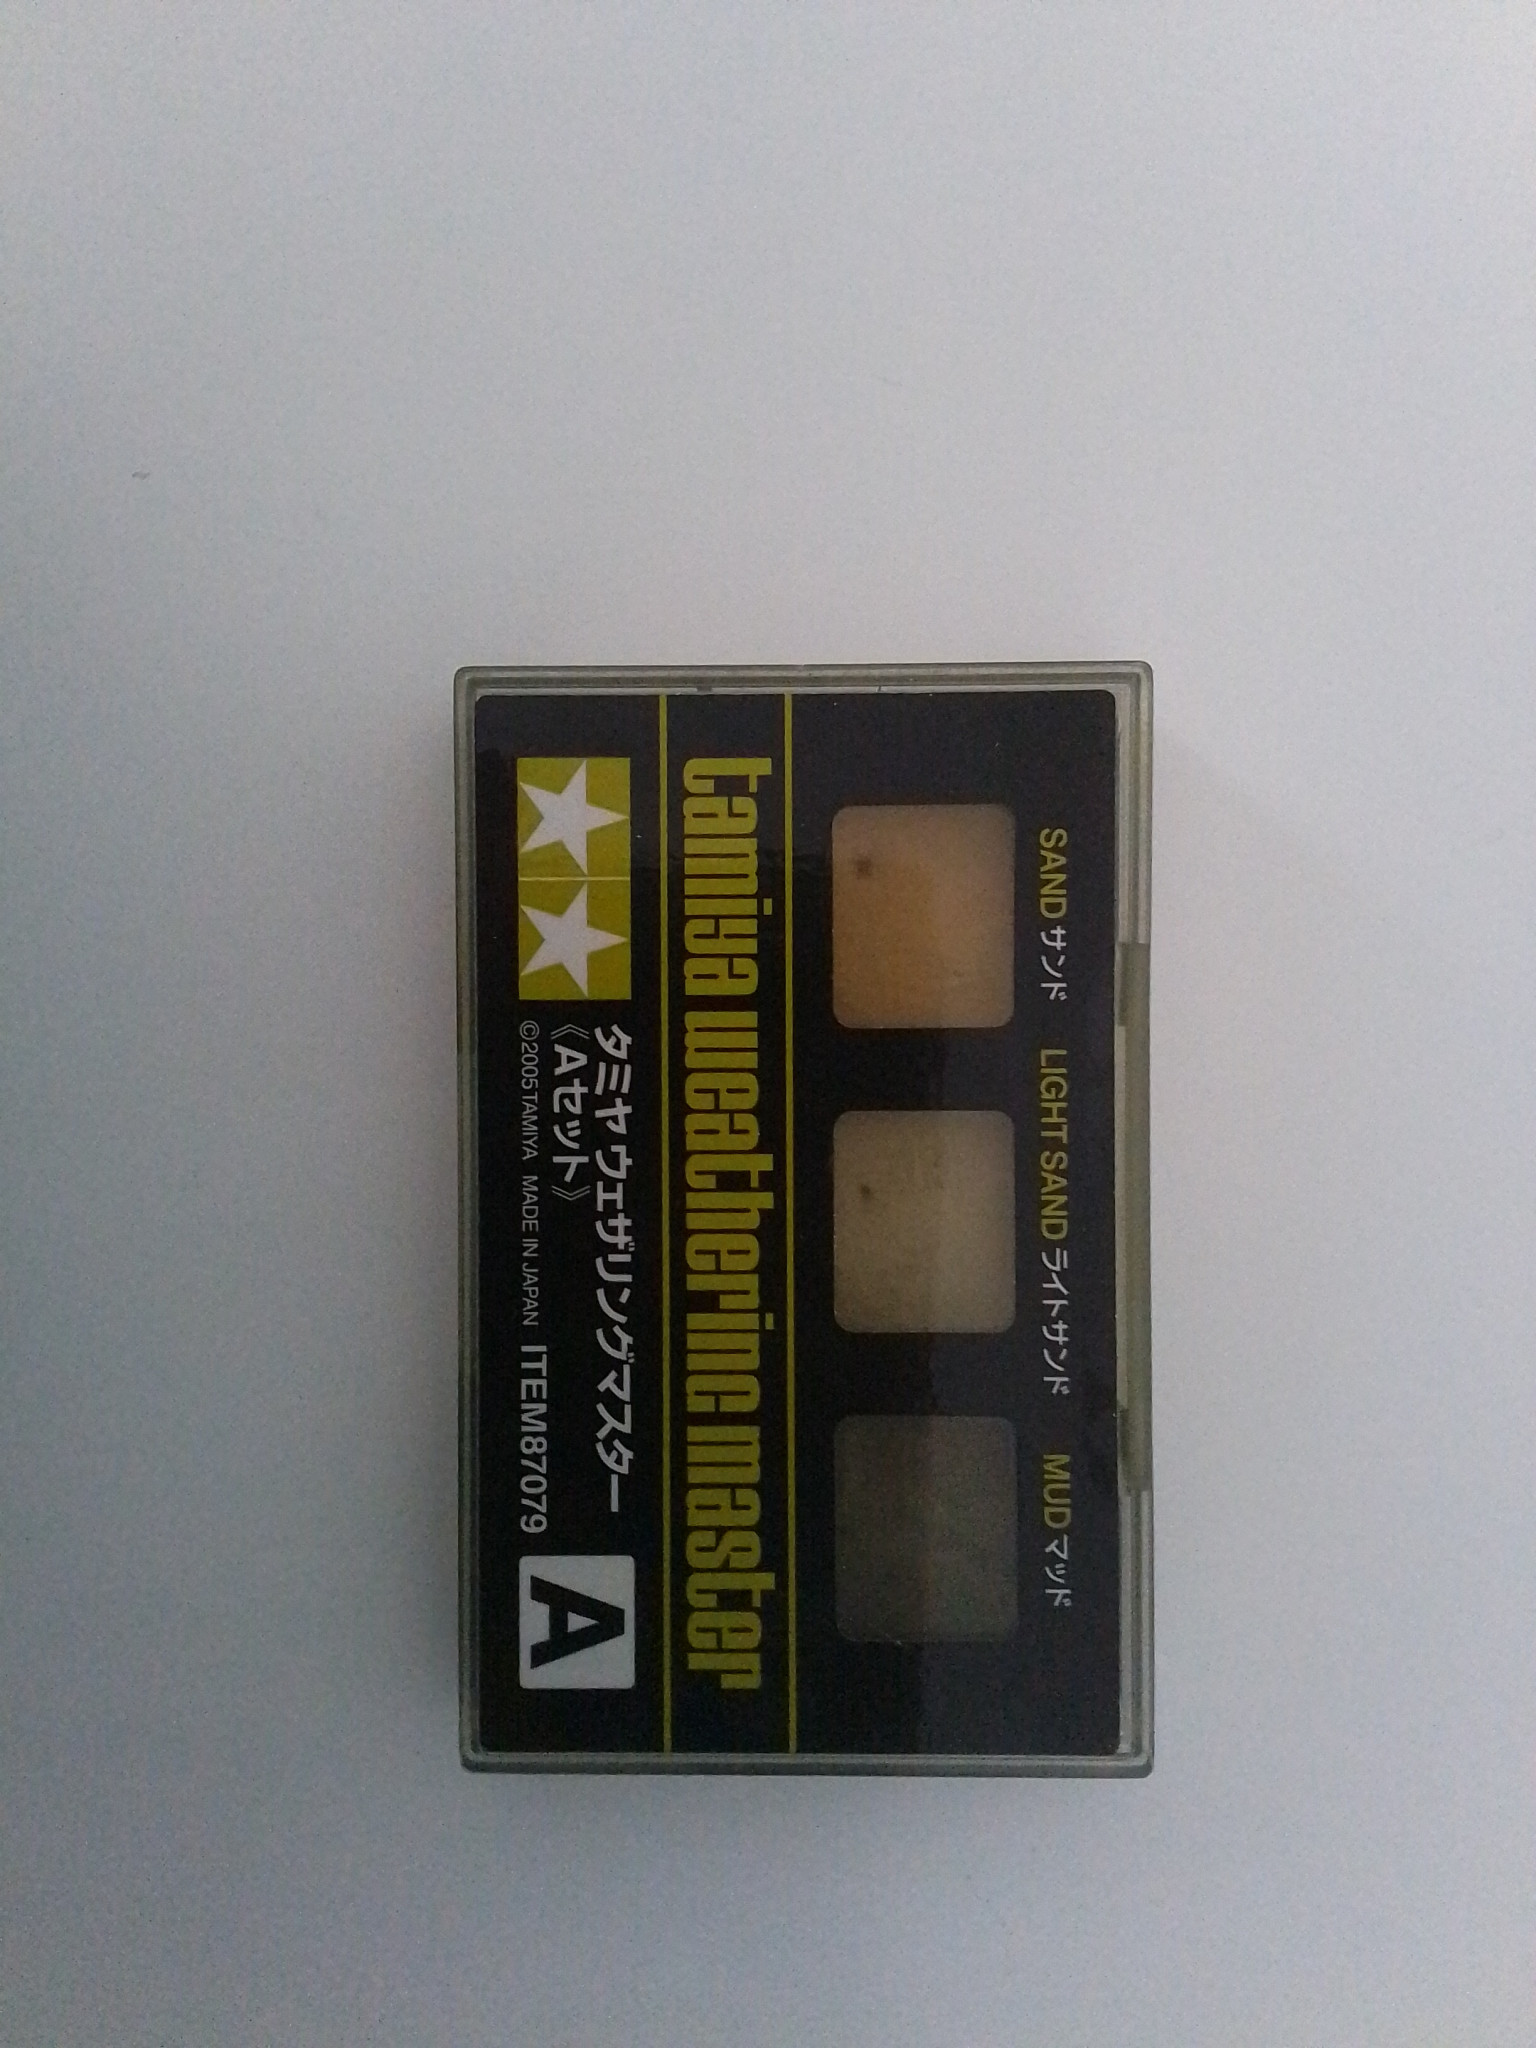 SAND サンド LIGHT SAND ライトサンド MUD マッド
tamiya weathering master
タミヤ ウェザリングマスター
《Aセット》
©2005 TAMIYA MADE IN JAPAN ITEM 87079
A